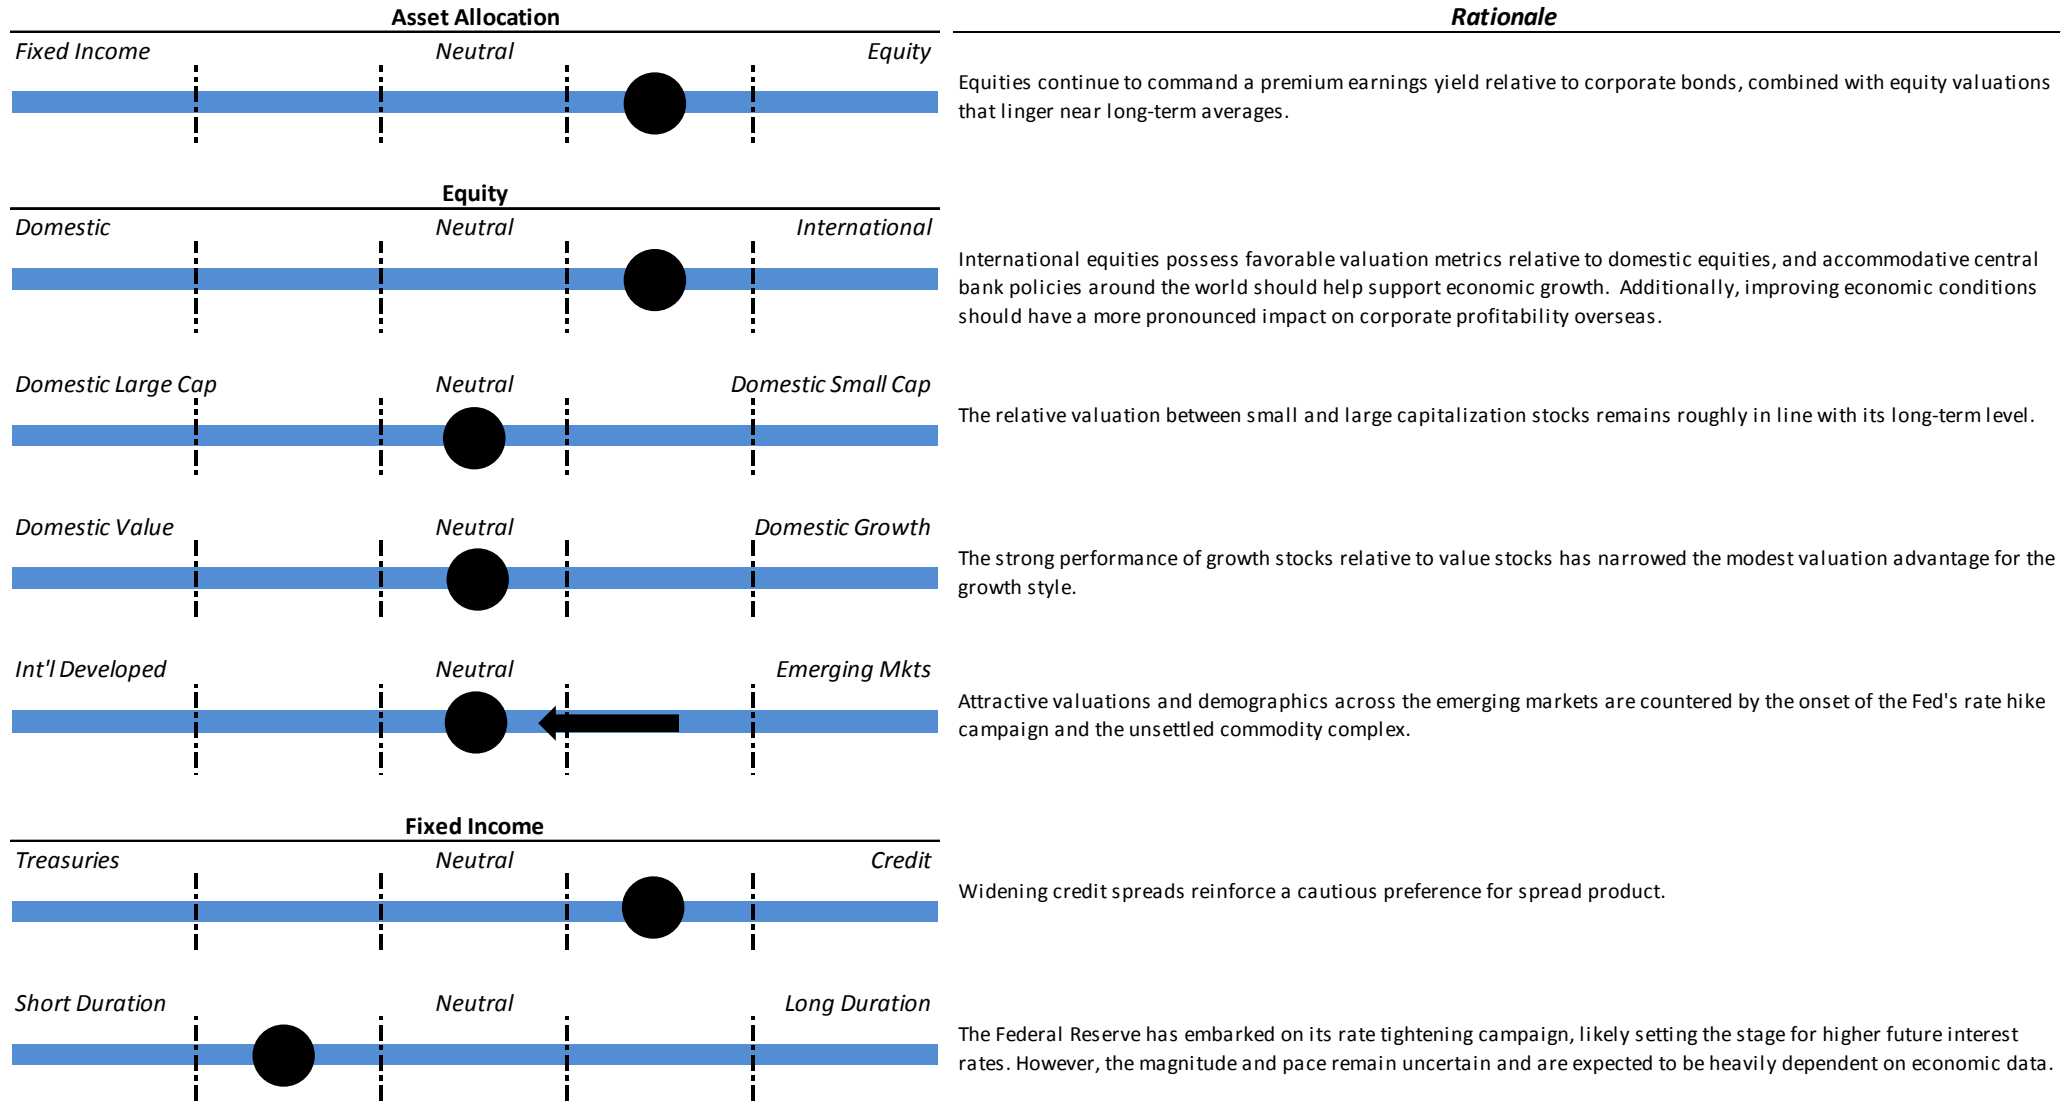 Asset Allocation
Rationale
Fixed Income Neutral Equity
Equities continue to command a premium earnings yield relative to corporate bonds, combined with equity valuations
that linger near long-term averages.
Equity
Domestic Neutral International
International equities possess favorable valuation metrics relative to domestic equities, and accommodative central
bank policies around the world should help support economic growth.  Additionally, improving economic conditions
should have a more pronounced impact on corporate profitability overseas.
Domestic Large Cap Neutral Domestic Small Cap
The relative valuation between small and large capitalization stocks remains roughly in line with its long-term level.
Domestic Value Neutral Domestic Growth
The strong performance of growth stocks relative to value stocks has narrowed the modest valuation advantage for the
growth style.
Int'l Developed Neutral Emerging Mkts
Attractive valuations and demographics across the emerging markets are countered by the onset of the Fed's rate hike
campaign and the unsettled commodity complex.
Fixed Income
Treasuries Neutral Credit
Widening credit spreads reinforce a cautious preference for spread product.
Short Duration Neutral Long Duration
The Federal Reserve has embarked on its rate tightening campaign, likely setting the stage for higher future interest
rates. However, the magnitude and pace remain uncertain and are expected to be heavily dependent on economic data.